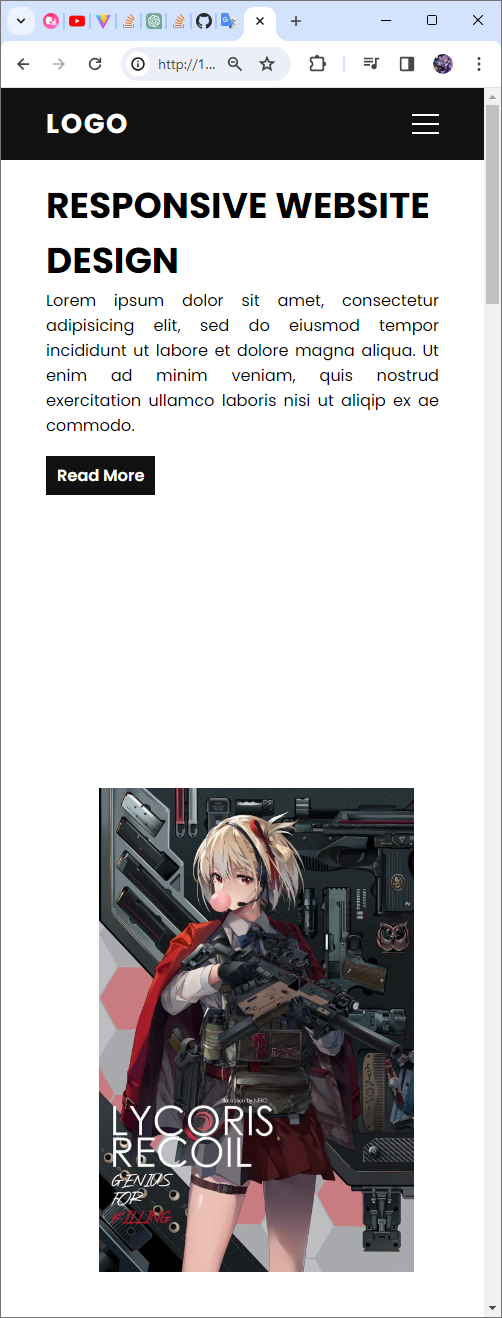 http://1...
LOGO
RESPONSIVE WEBSITE
DESIGN
Lorem ipsum dolor sit amet, consectetur
adipisicing elit, sed do eiusmod tempor
incididunt ut labore et dolore magna aliqua. Ut
enim ad minim veniam, quis nostrud
exercitation ullamco laboris nisi ut aliqip ex ae
commodo.
Read More
Illustration by NEKO
LYCORIS
RECOIL
GENIUS
FOR
KILLING